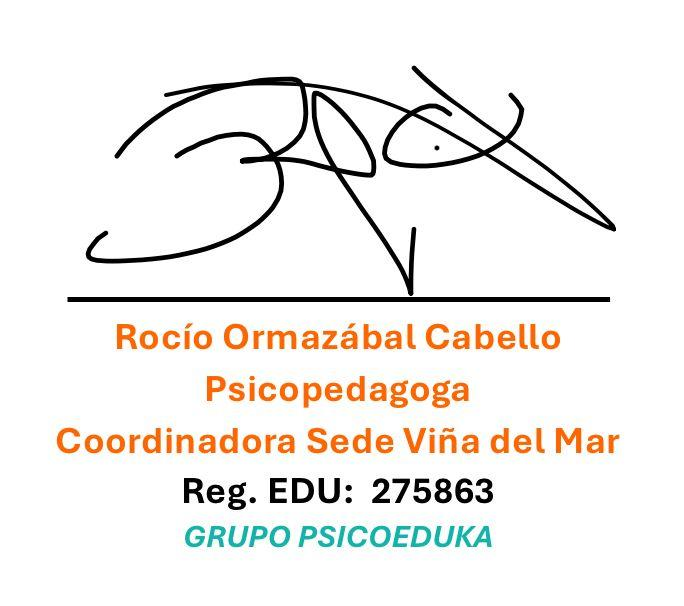 Rocío Ormazábal Cabello
Psicopedagoga
Coordinadora Sede Viña del Mar
Reg. EDU: 275863
GRUPO PSICOEDUKA